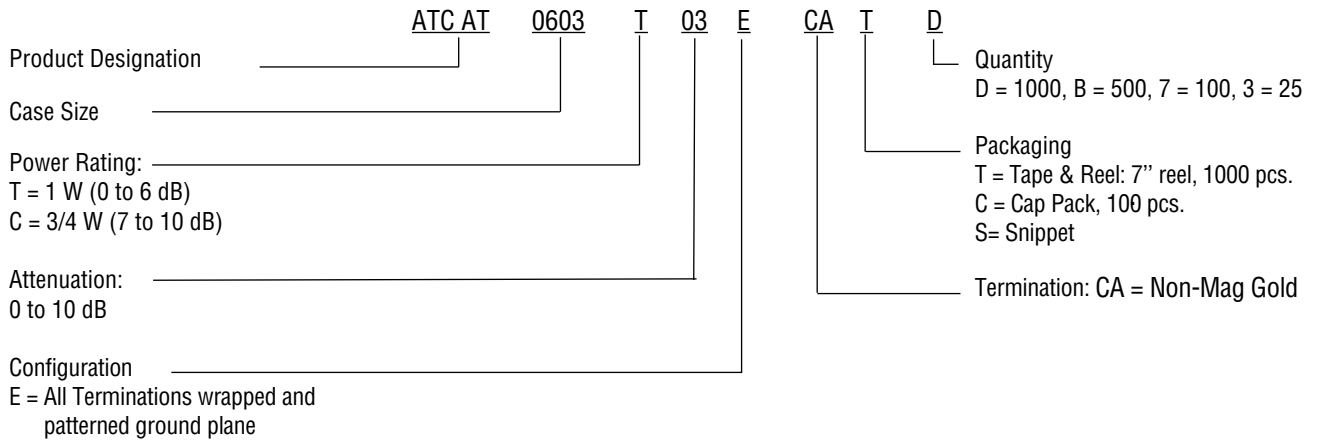 ATC AT 0603 T 03 E CA T D
Product Designation
Case Size
Power Rating:
T = 1 W (0 to 6 dB)
C = 3/4 W (7 to 10 dB)
Attenuation:
0 to 10 dB
Configuration
E = All Terminations wrapped and
patterned ground plane
Quantity
D = 1000, B = 500, 7 = 100, 3 = 25
Packaging
T = Tape & Reel: 7’’ reel, 1000 pcs.
C = Cap Pack, 100 pcs.
S= Snippet
Termination: CA = Non-Mag Gold